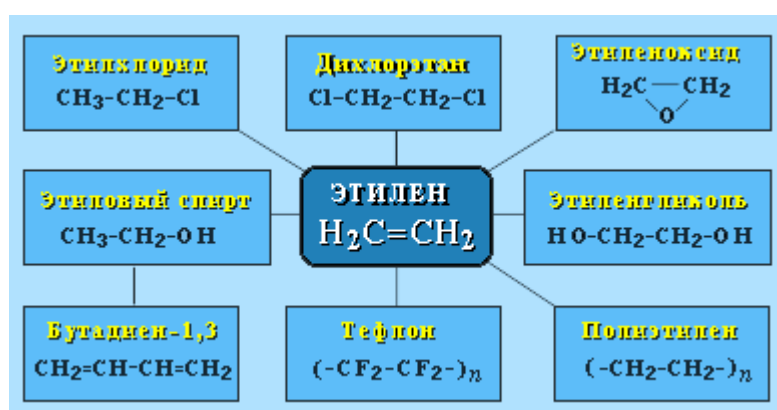 Этилхлорид
CH₃-CH₂-Cl
Дихлорэтан
Cl-CH₂-CH₂-Cl
Этиленоксид
H₂C — CH₂
O
Этиловый спирт
CH₃-CH₂-OH
ЭТИЛЕН
H₂C=CH₂
Этиленгликоль
HO-CH₂-CH₂-OH
Бутадиен-1,3
CH₂=CH-CH=CH₂
Тефлон
(-CF₂-CF₂-)ₙ
Полиэтилен
(-CH₂-CH₂-)ₙ